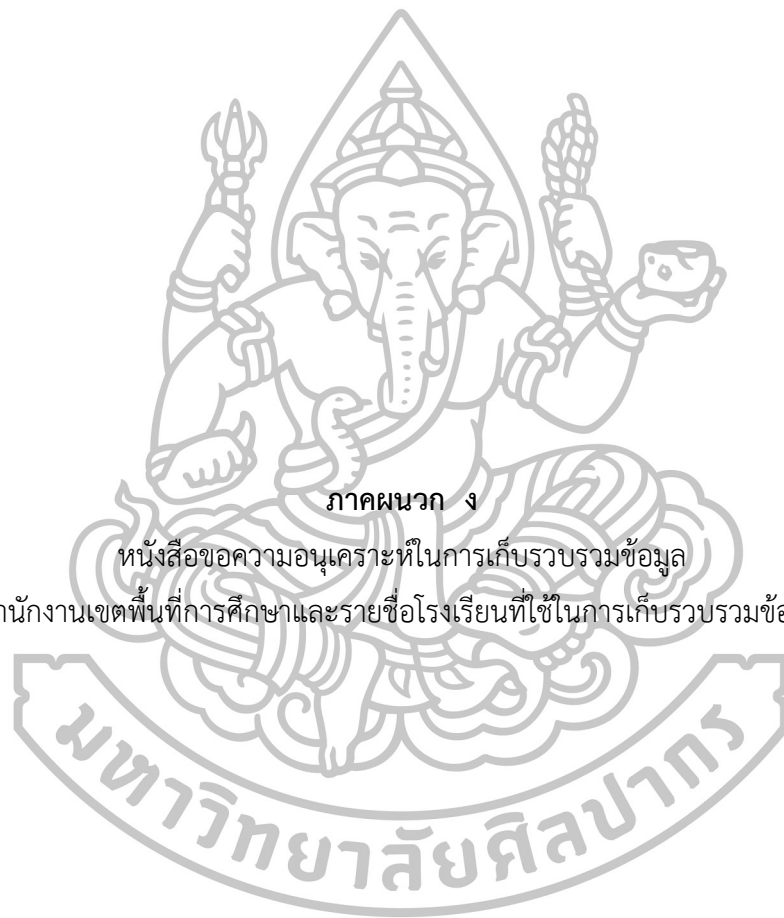 ภาคผนวก ง
หนังสือขอความอนุเคราะห์ในการเก็บรวบรวมข้อมูล
านักงานเขตพื้นที่การศึกษาและรายชื่อโรงเรียนที่ใช้ในการเก็บรวบรวมข้อ
มหาวิทยาลัยศิลปากร